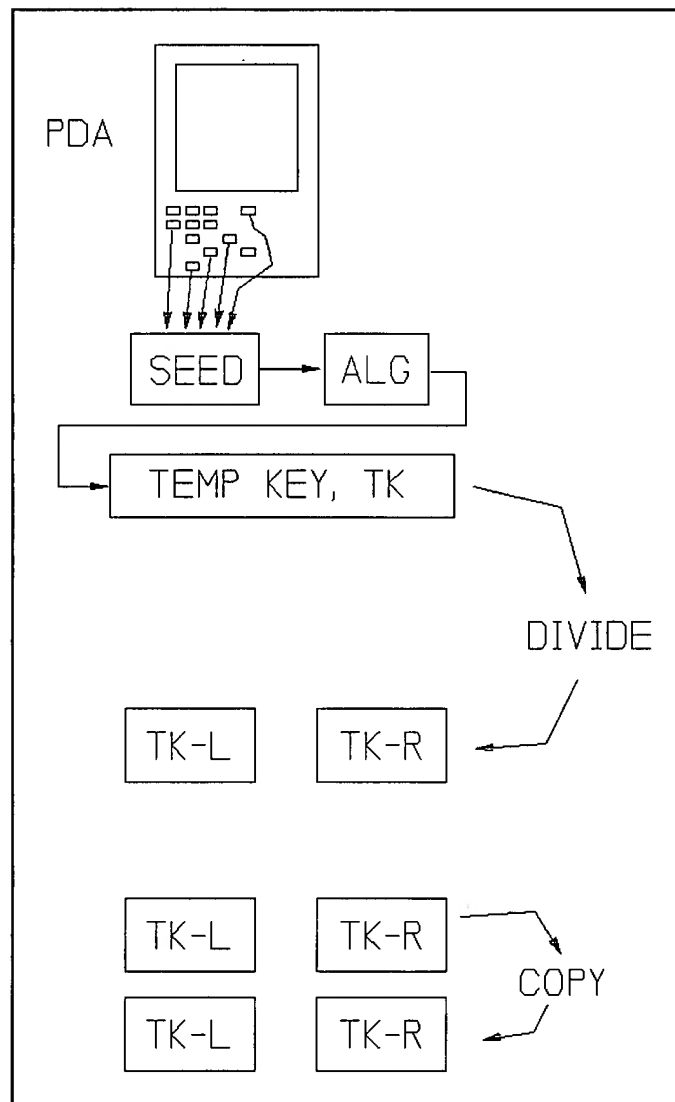 PDA
SEED
ALG
TEMP KEY, TK
DIVIDE
TK-L TK-R
TK-L TK-R
COPY
TK-L TK-R